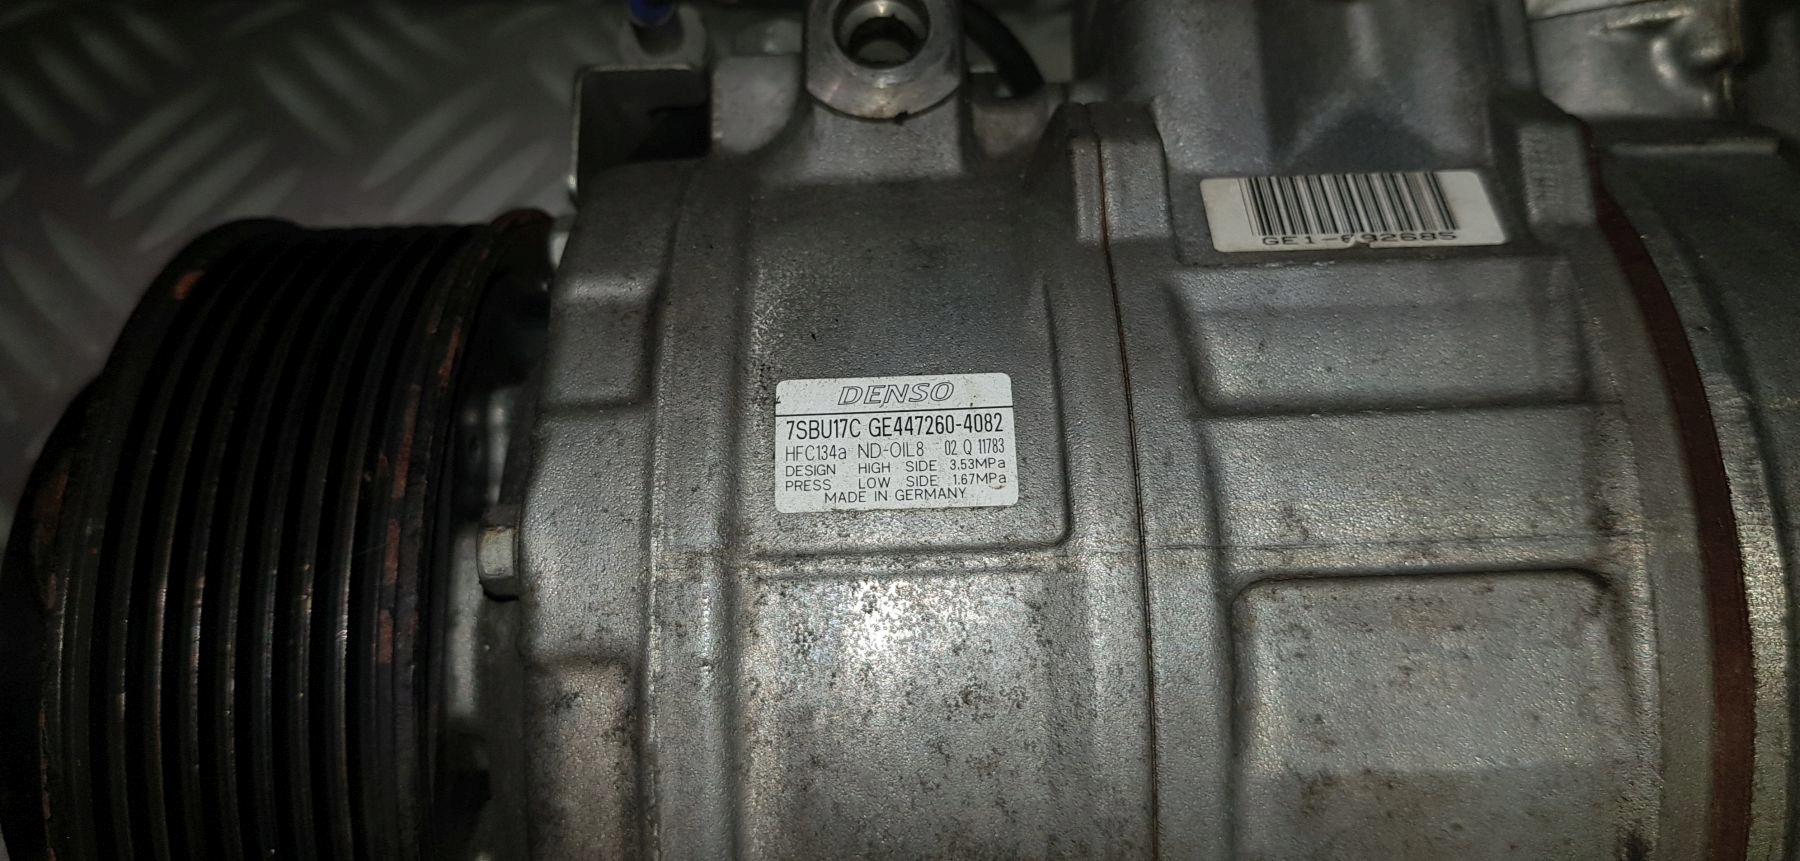 DENSO
7SBU17C GE447260-4082
HFC134a ND-OIL8 02 Q 11783
DESIGN HIGH SIDE 3.53MPa
PRESS LOW SIDE 1.67MPa
MADE IN GERMANY